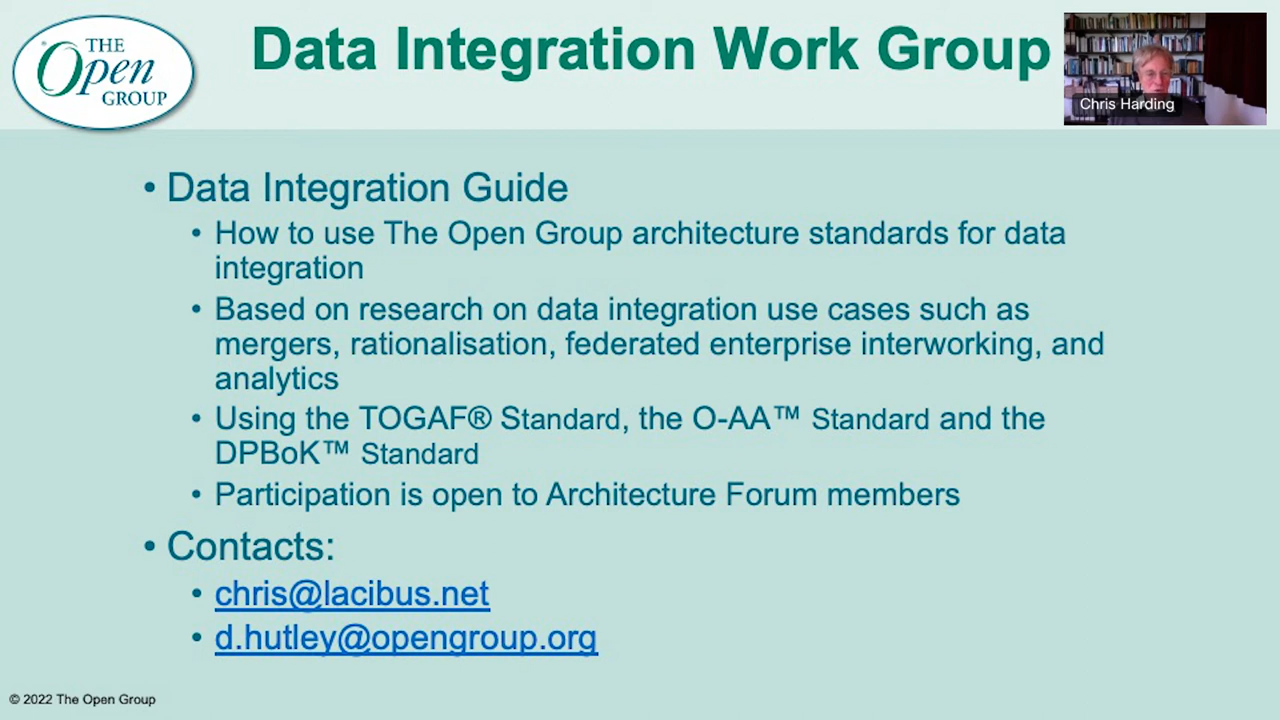 THE
Open
GROUP
Data Integration Work Group
Chris Harding
• Data Integration Guide
• How to use The Open Group architecture standards for data
integration
• Based on research on data integration use cases such as
mergers, rationalisation, federated enterprise interworking, and
analytics
• Using the TOGAF® Standard, the O-AA™ Standard and the
DPBoK™ Standard
• Participation is open to Architecture Forum members
• Contacts:
• chris@lacibus.net
• d.hutley@opengroup.org
© 2022 The Open Group